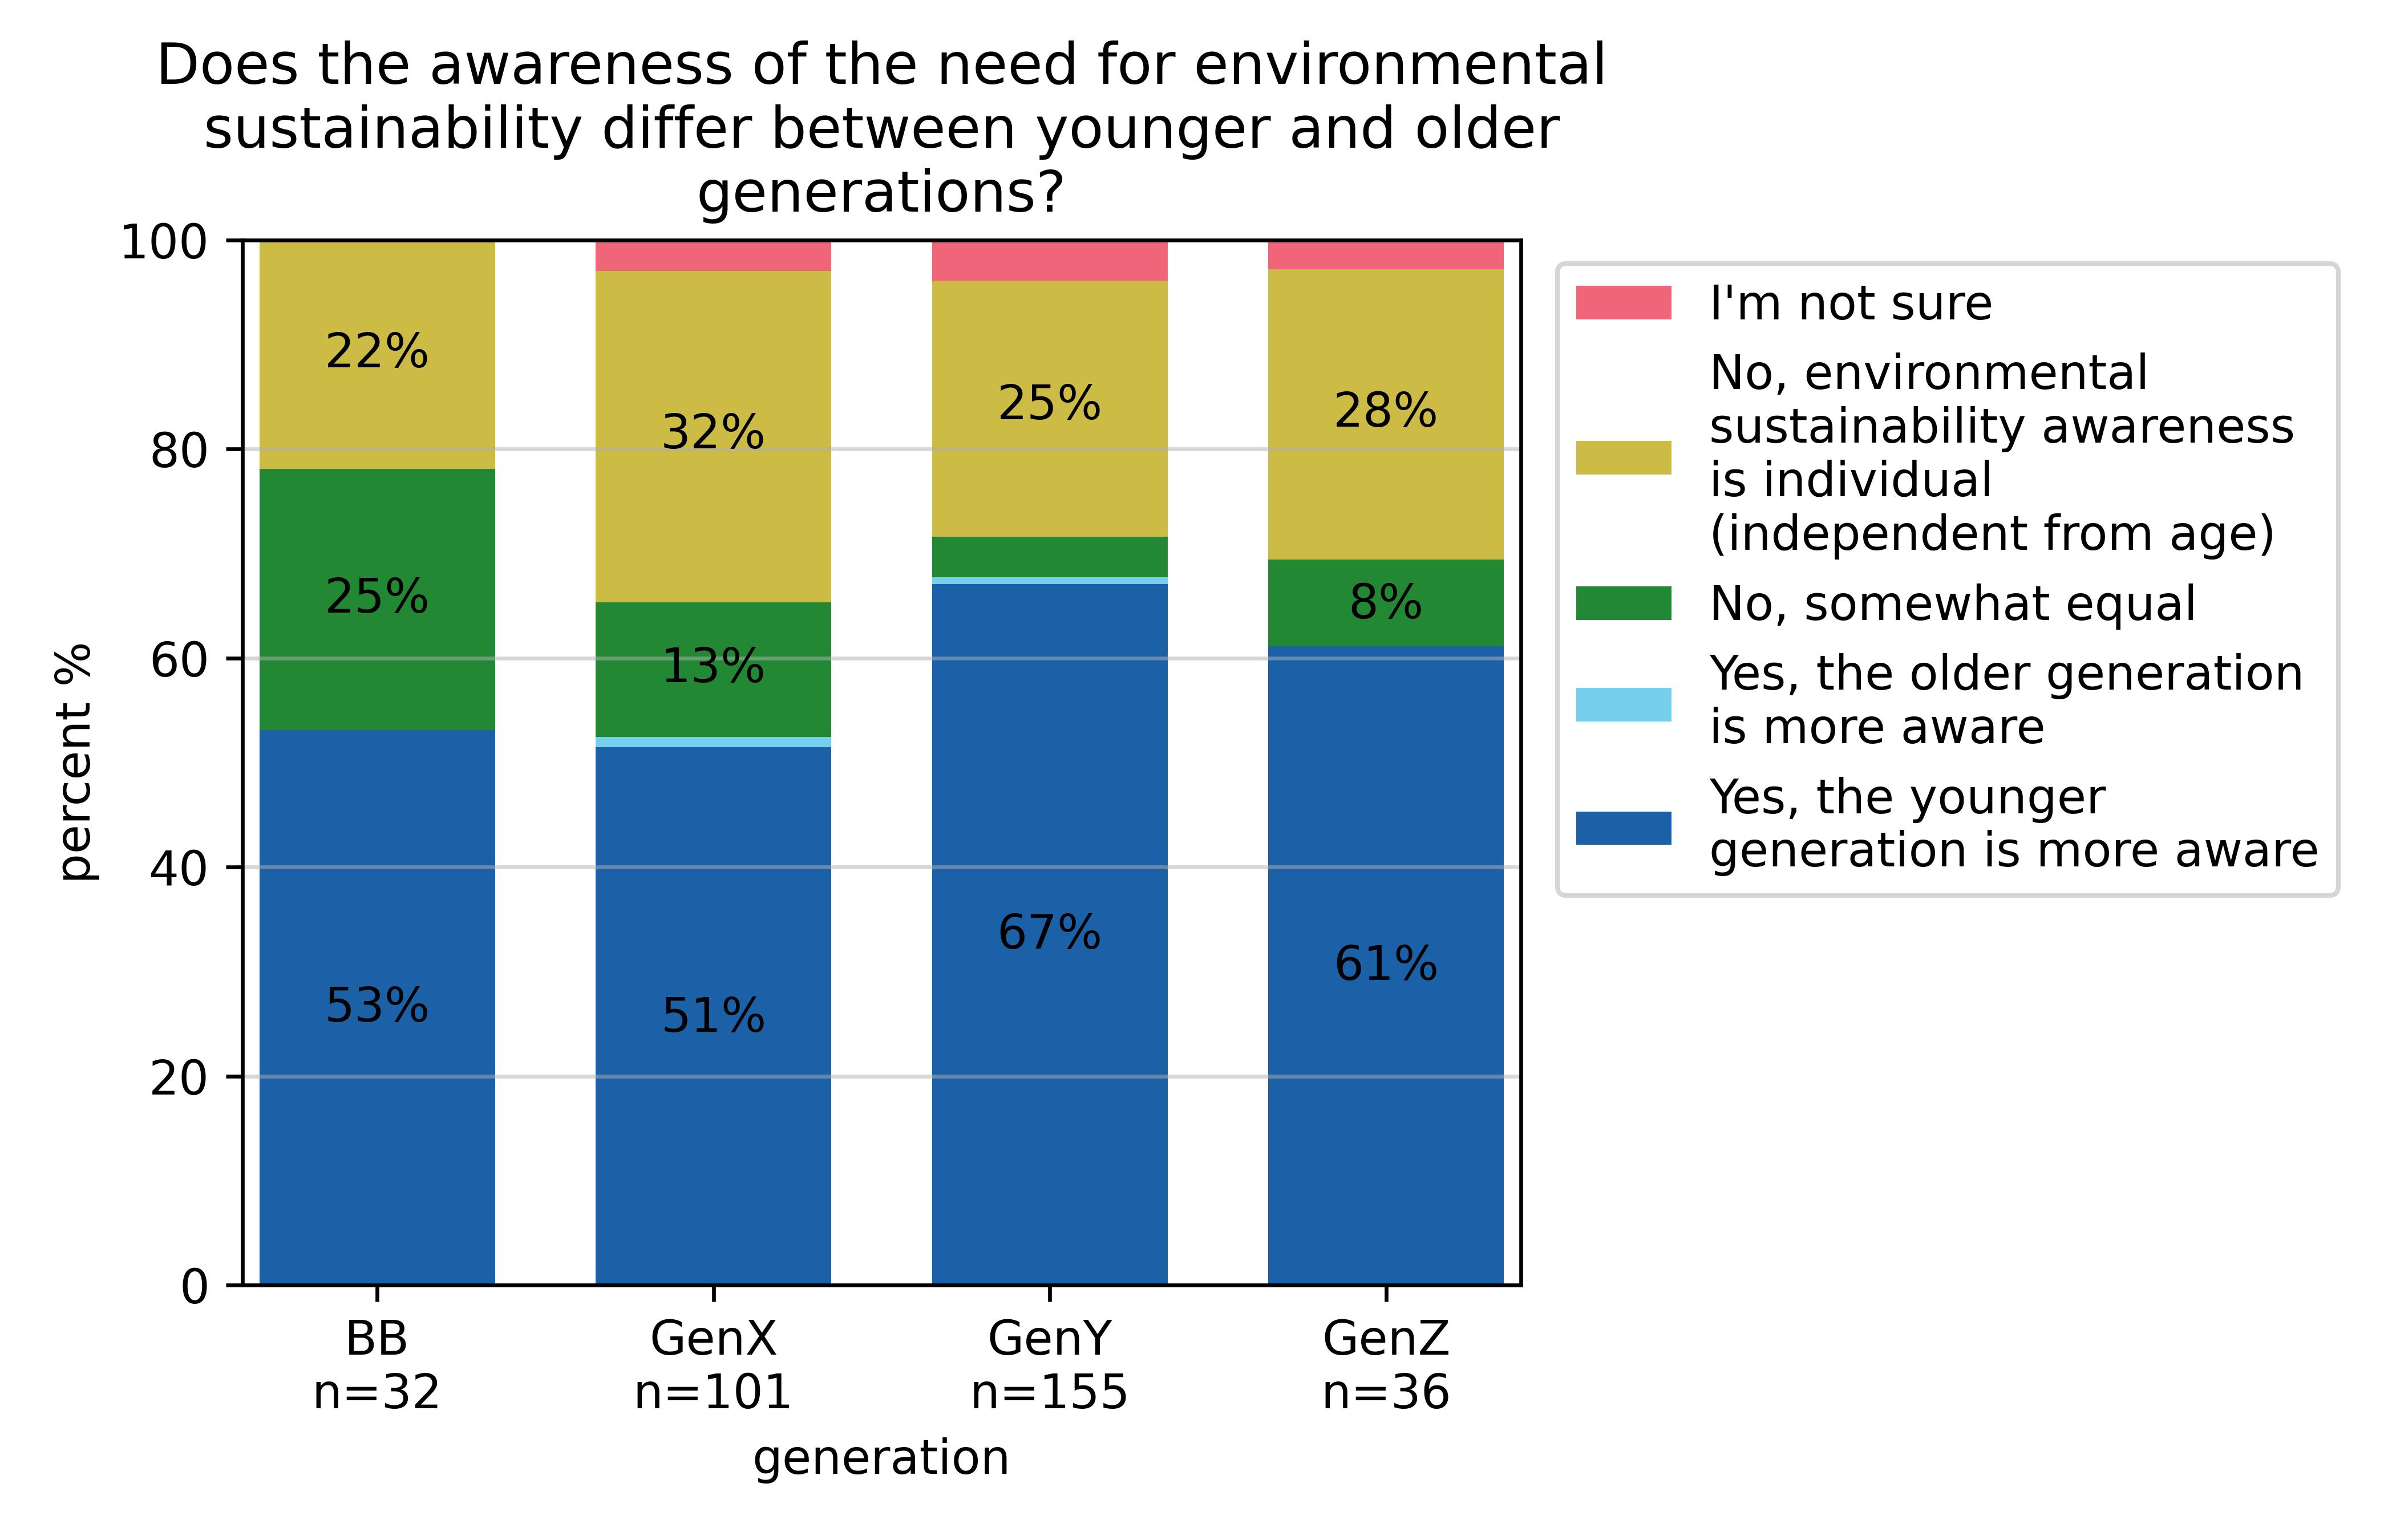 Does the awareness of the need for environmental
sustainability differ between younger and older
generations?
percent %
100
80
60
40
20
0
22%
25%
53%
32%
13%
51%
25%
67%
28%
8%
61%
BB
n=32
GenX
n=101
GenY
n=155
GenZ
n=36
generation
I'm not sure
No, environmental
sustainability awareness
is individual
(independent from age)
No, somewhat equal
Yes, the older generation
is more aware
Yes, the younger
generation is more aware